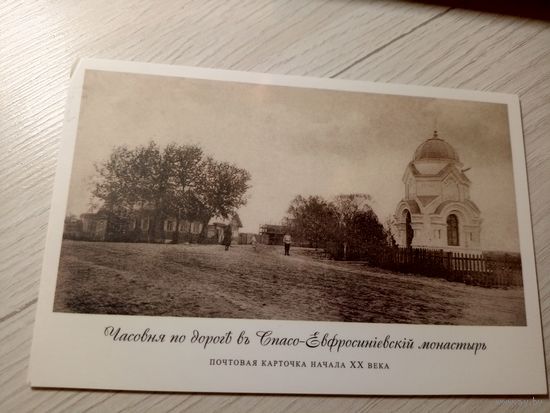 Часовня по дорогѣ въ Спасо-Евфросиніевскій монастырь
ПОЧТОВАЯ КАРТОЧКА НАЧАЛА XX ВЕКА